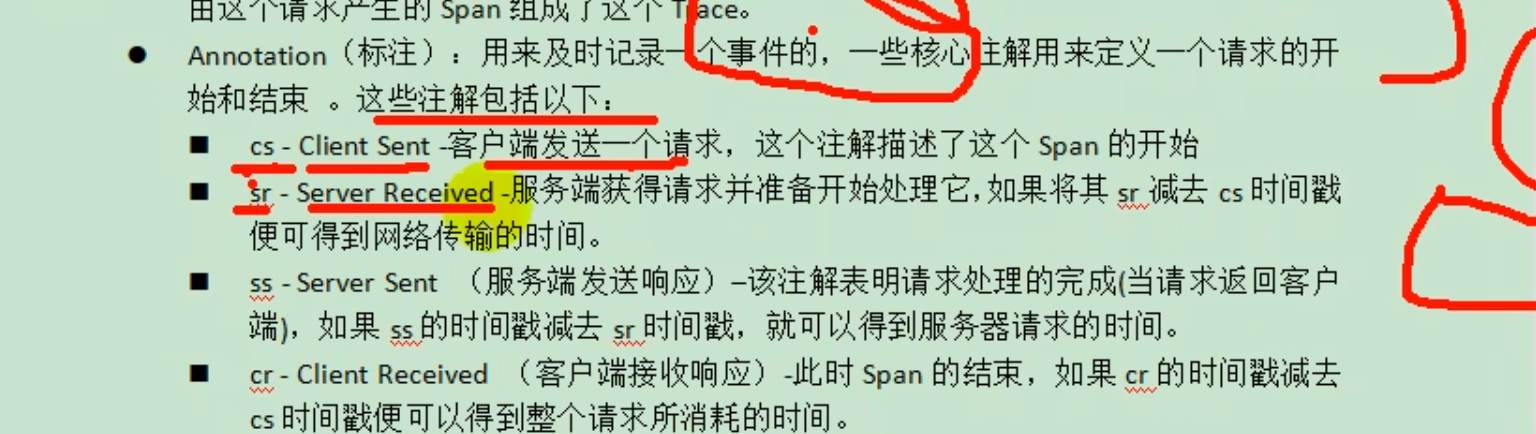 由这个请求产生的 Span 组成了这个 Trace。
● Annotation（标注）：用来及时记录一个事件的，一些核心注解用来定义一个请求的开
始和结束 。这些注解包括以下：
■ cs - Client Sent -客户端发送一个请求，这个注解描述了这个 Span 的开始
■ sr - Server Received -服务端获得请求并准备开始处理它，如果将其 sr 减去 cs 时间戳
便可得到网络传输的时间。
■ ss - Server Sent （服务端发送响应）–该注解表明请求处理的完成(当请求返回客户
端)，如果 ss 的时间戳减去 sr 时间戳，就可以得到服务器请求的时间。
■ cr - Client Received （客户端接收响应）-此时 Span 的结束，如果 cr 的时间戳减去
cs 时间戳便可以得到整个请求所消耗的时间。